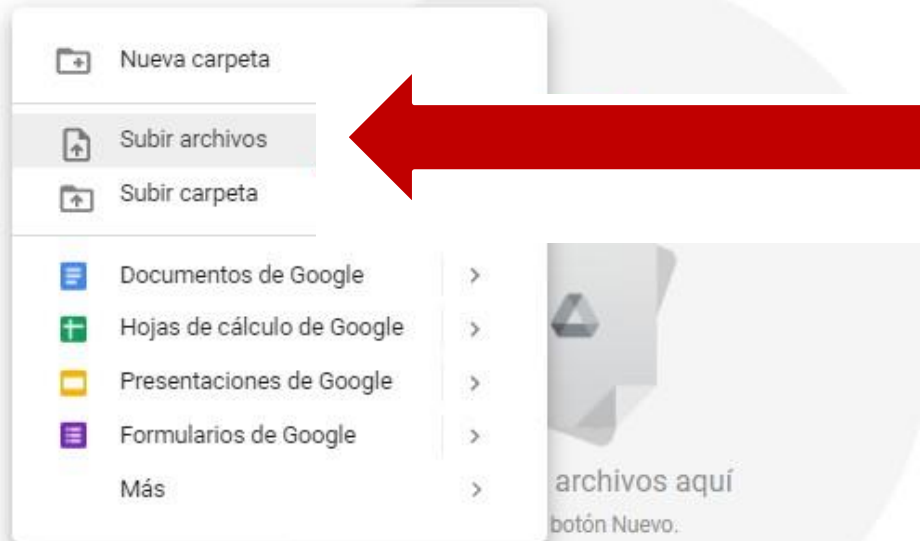 Nueva carpeta
Subir archivos
Subir carpeta
Documentos de Google
Hojas de cálculo de Google
Presentaciones de Google
Formularios de Google
Más
archivos aquí
botón Nuevo.